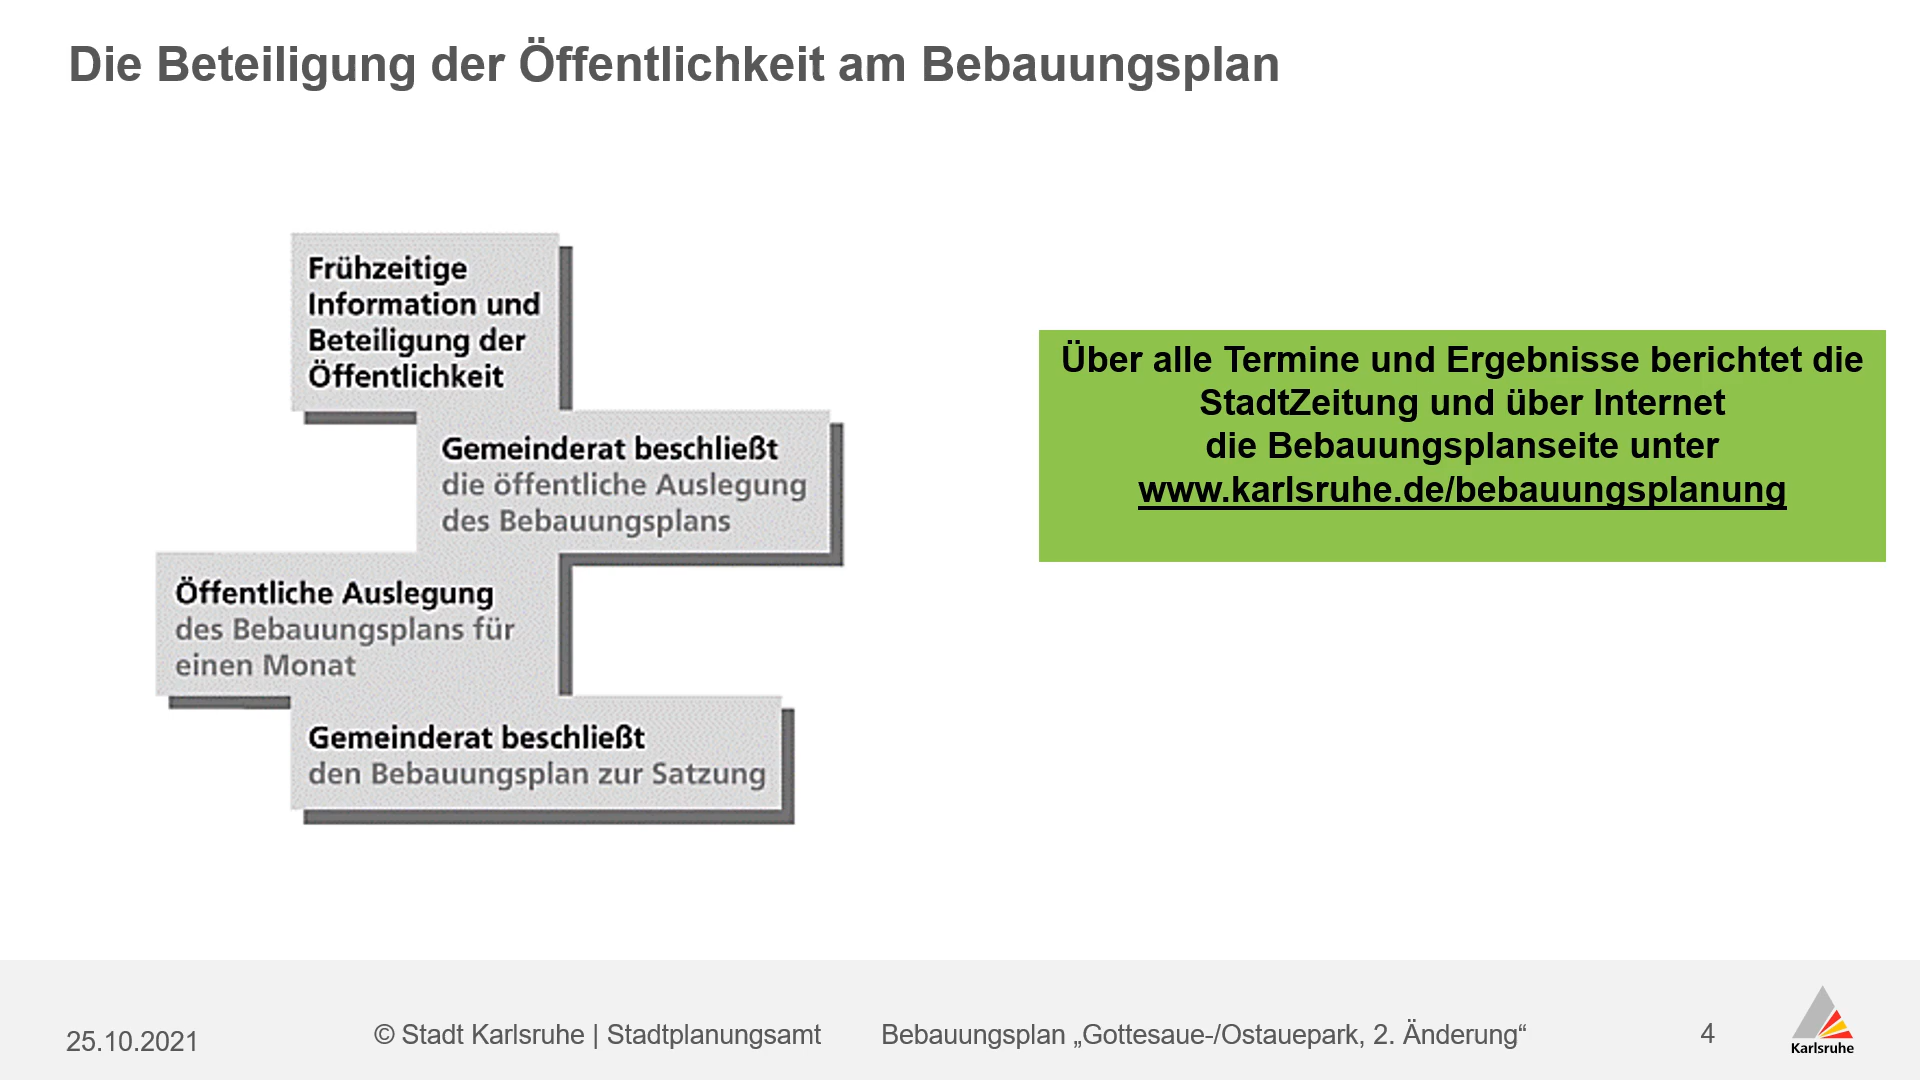 Die Beteiligung der Öffentlichkeit am Bebauungsplan
Frühzeitige
Information und
Beteiligung der
Öffentlichkeit
Gemeinderat beschließt
die öffentliche Auslegung
des Bebauungsplans
Öffentliche Auslegung
des Bebauungsplans für
einen Monat
Gemeinderat beschließt
den Bebauungsplan zur Satzung
Über alle Termine und Ergebnisse berichtet die
StadtZeitung und über Internet
die Bebauungsplanseite unter
www.karlsruhe.de/bebauungsplanung
25.10.2021
© Stadt Karlsruhe | Stadtplanungsamt
Bebauungsplan „Gottesaue-/Ostauepark, 2. Änderung“
4
Karlsruhe